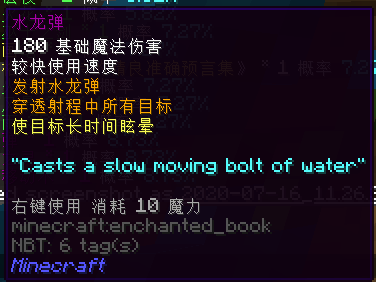 水龙弹
180 基础魔法伤害
较快使用速度
发射水龙弹
穿透射程中所有目标
使目标长时间眩晕
"Casts a slow moving bolt of water"
右键使用 消耗 10 魔力
minecraft:enchanted_book
NBT: 6 tag(s)
Minecraft